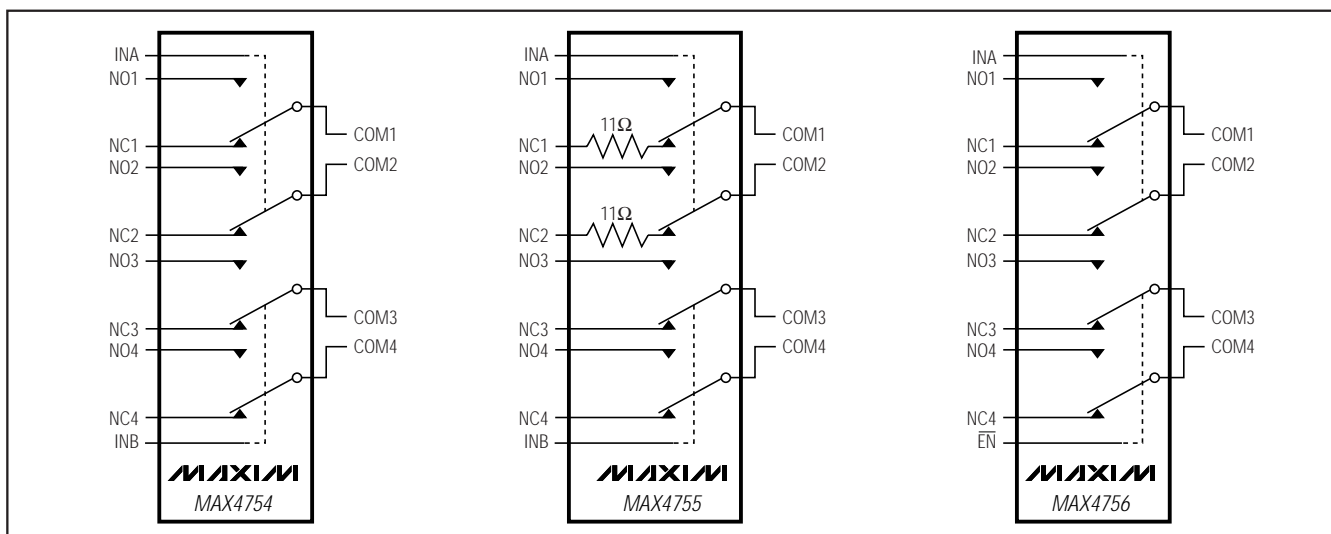 INA
NO1
NC1
NO2
NC2
NO3
NC3
NO4
NC4
INB
COM1
COM2
COM3
COM4
MAXIM
MAX4754
INA
NO1
11Ω
NC1
NO2
11Ω
NC2
NO3
NC3
NO4
NC4
INB
COM1
COM2
COM3
COM4
MAXIM
MAX4755
INA
NO1
NC1
NO2
NC2
NO3
NC3
NO4
NC4
E̅N̅
COM1
COM2
COM3
COM4
MAXIM
MAX4756